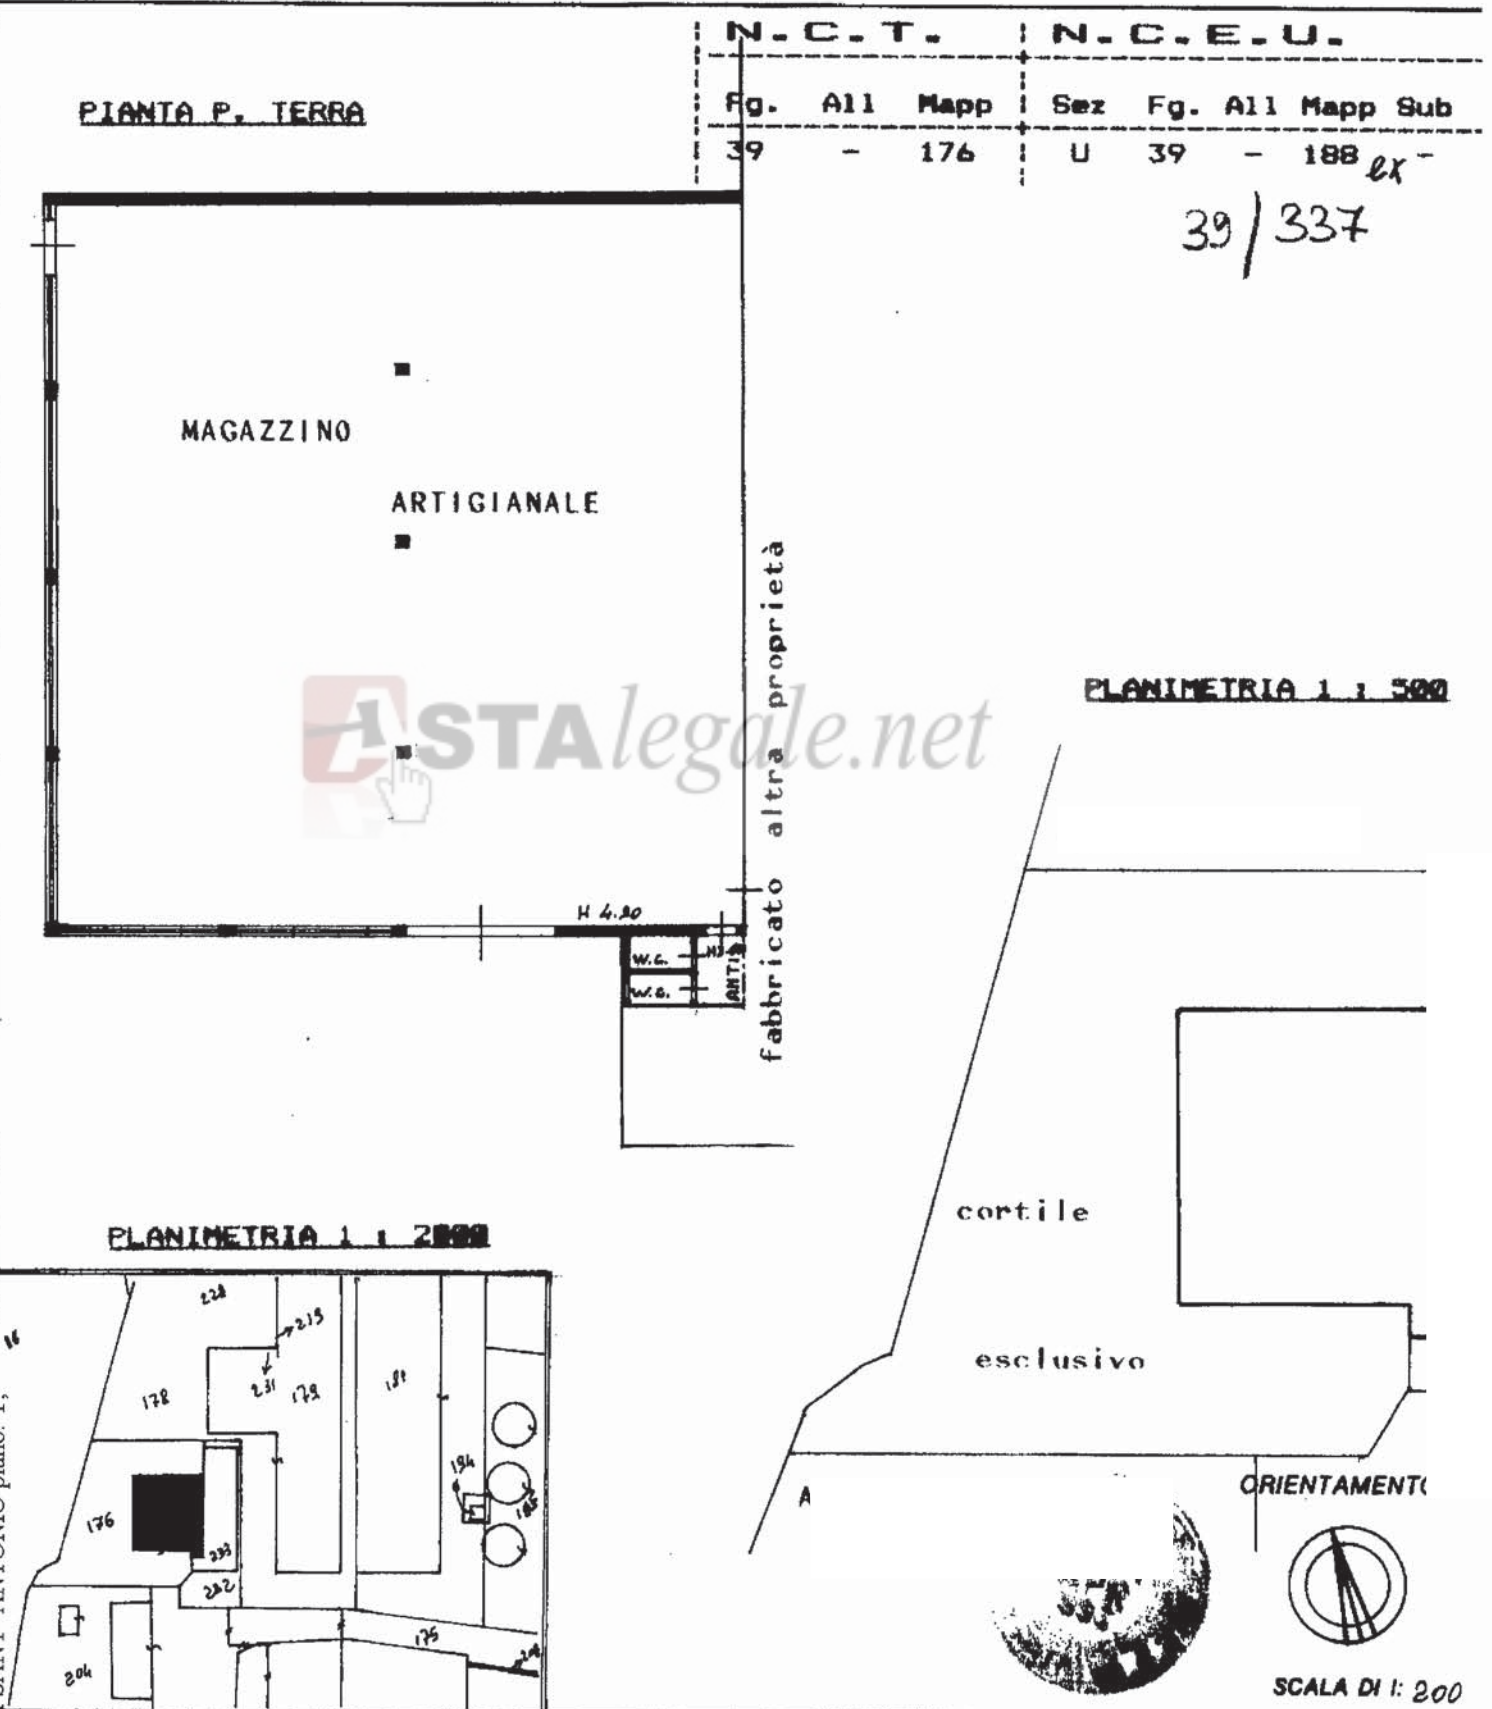 N.C.T. N.C.E.U.
PIANTA P. TERRA
Fg. All Mapp Sez Fg. All Mapp Sub
39 - 176 U 39 - 188 -
ex
39/337
MAGAZZINO
ARTIGIANALE
fabbricato altra proprietà
ASTAlegale.net
PLANIMETRIA 1 : 500
H 4.20
W.C.
W.C.
ANTI
cortile
esclusivo
PLANIMETRIA 1 : 2000
228
219
16
178
231
179
181
194
176
233
232
175
204
ORIENTAMENTO
SCALA DI 1: 200